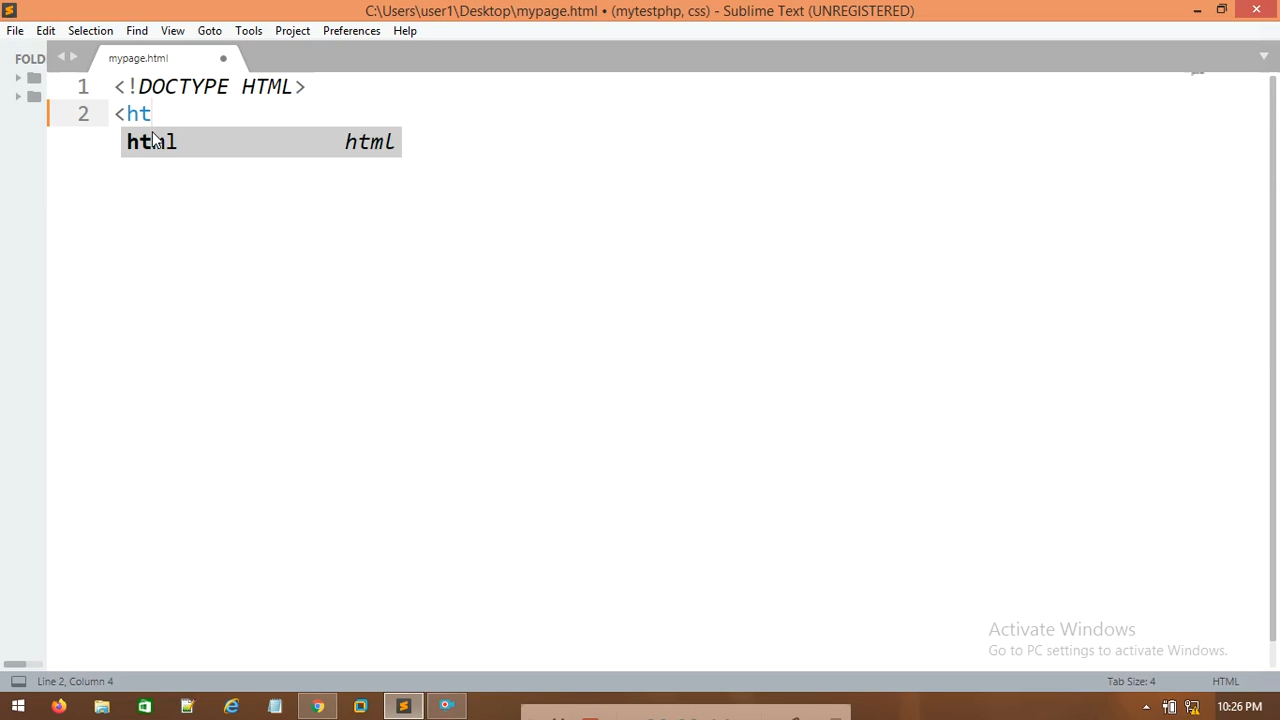 C:\Users\user1\Desktop\mypage.html • (mytestphp, css) - Sublime Text (UNREGISTERED)
File Edit Selection Find View Goto Tools Project Preferences Help
FOLD
mypage.html
1 <!DOCTYPE HTML>
2 <ht
html html
Activate Windows
Go to PC settings to activate Windows.
Line 2, Column 4 Tab Size: 4 HTML
10:26 PM